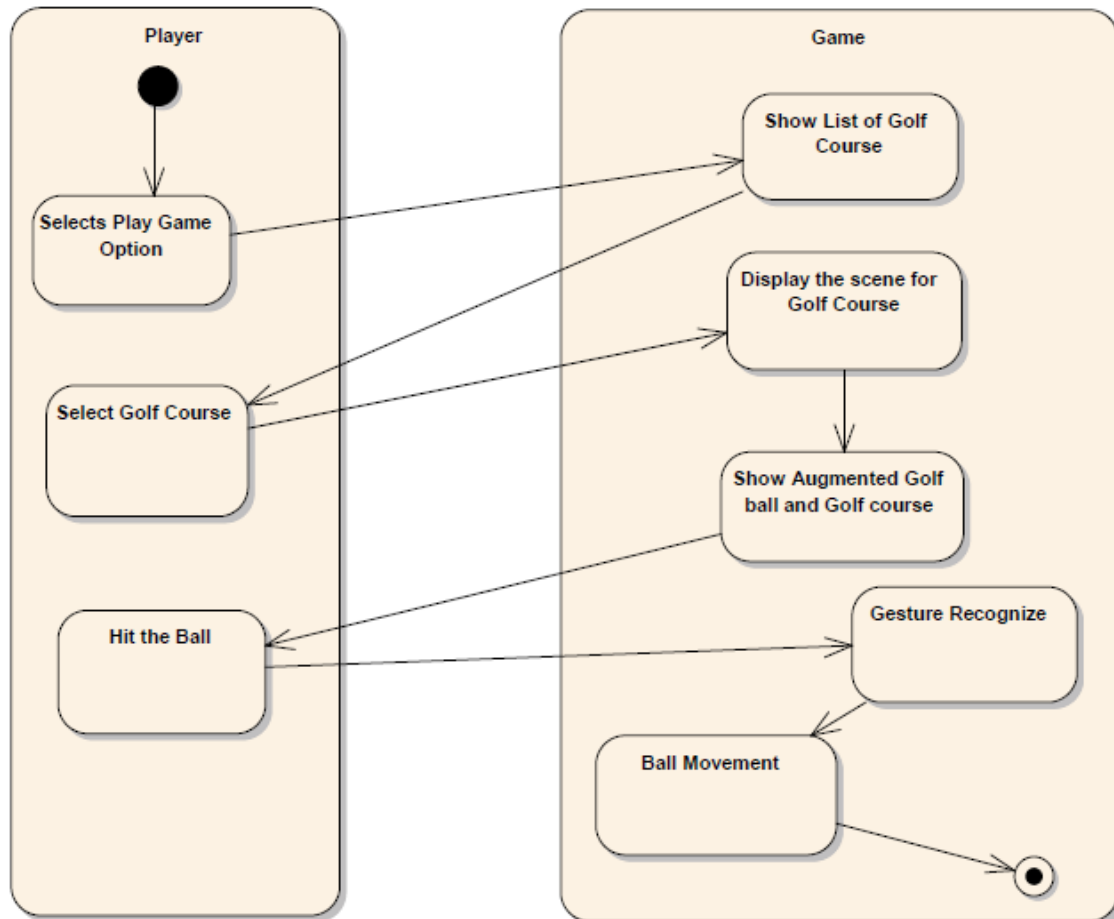 Player
Selects Play Game
Option
Select Golf Course
Hit the Ball
Game
Show List of Golf
Course
Display the scene for
Golf Course
Show Augmented Golf
ball and Golf course
Gesture Recognize
Ball Movement